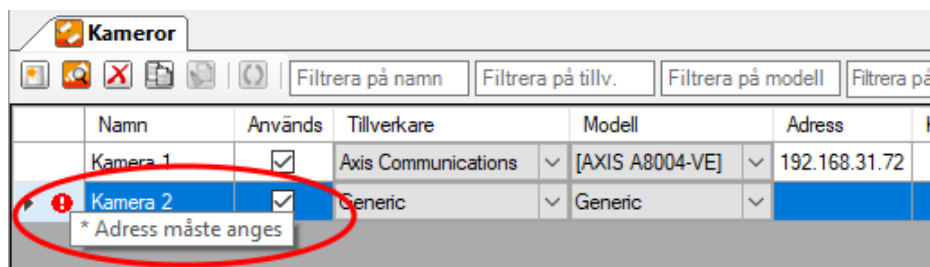 Kameror
Filtrera på namn Filtrera på tillv. Filtrera på modell Filtrera på
Namn Används Tillverkare Modell Adress
Kamera 1 Axis Communications [AXIS A8004-VE] 192.168.31.72
Kamera 2 Generic Generic
* Adress måste anges